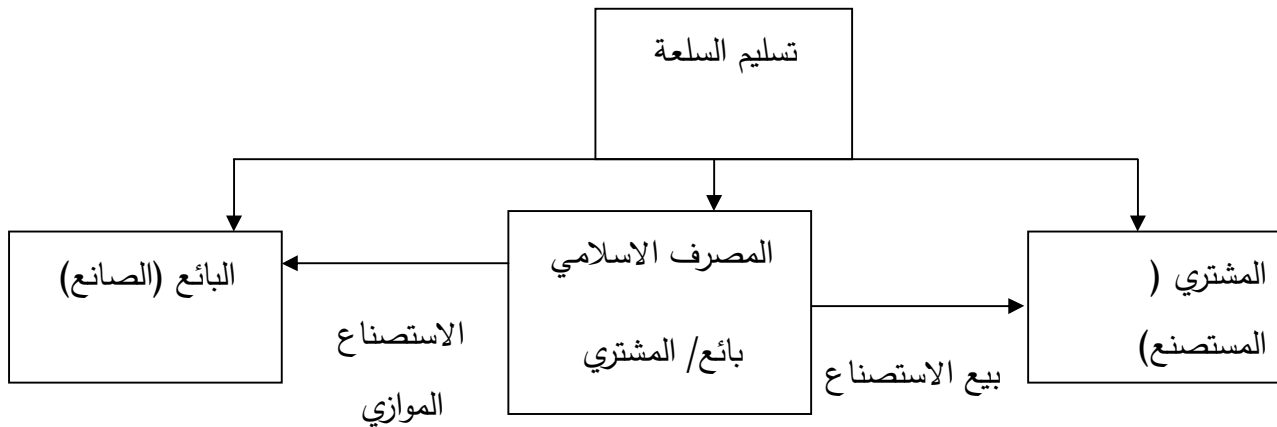 تسليم السلعة
المشتري (
المستصنع)
بيع الاستصناع
المصرف الاسلامي
بائع/ المشتري
الاستصناع
الموازي
البائع (الصانع)